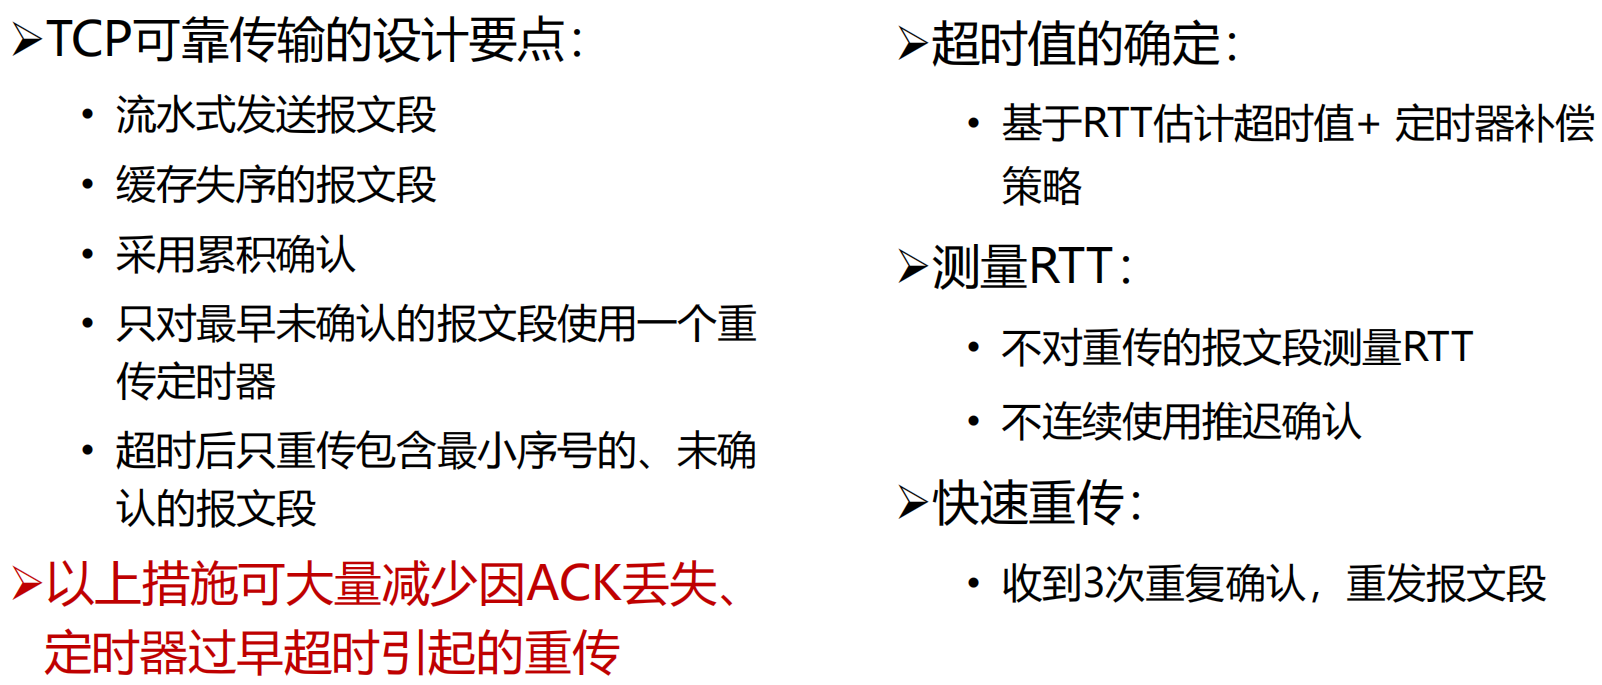 ➢TCP可靠传输的设计要点：
• 流水式发送报文段
• 缓存失序的报文段
• 采用累积确认
• 只对最早未确认的报文段使用一个重
传定时器
• 超时后只重传包含最小序号的、未确
认的报文段
➢以上措施可大量减少因ACK丢失、
定时器过早超时引起的重传
➢超时值的确定：
• 基于RTT估计超时值+ 定时器补偿
策略
➢测量RTT：
• 不对重传的报文段测量RTT
• 不连续使用推迟确认
➢快速重传：
• 收到3次重复确认，重发报文段